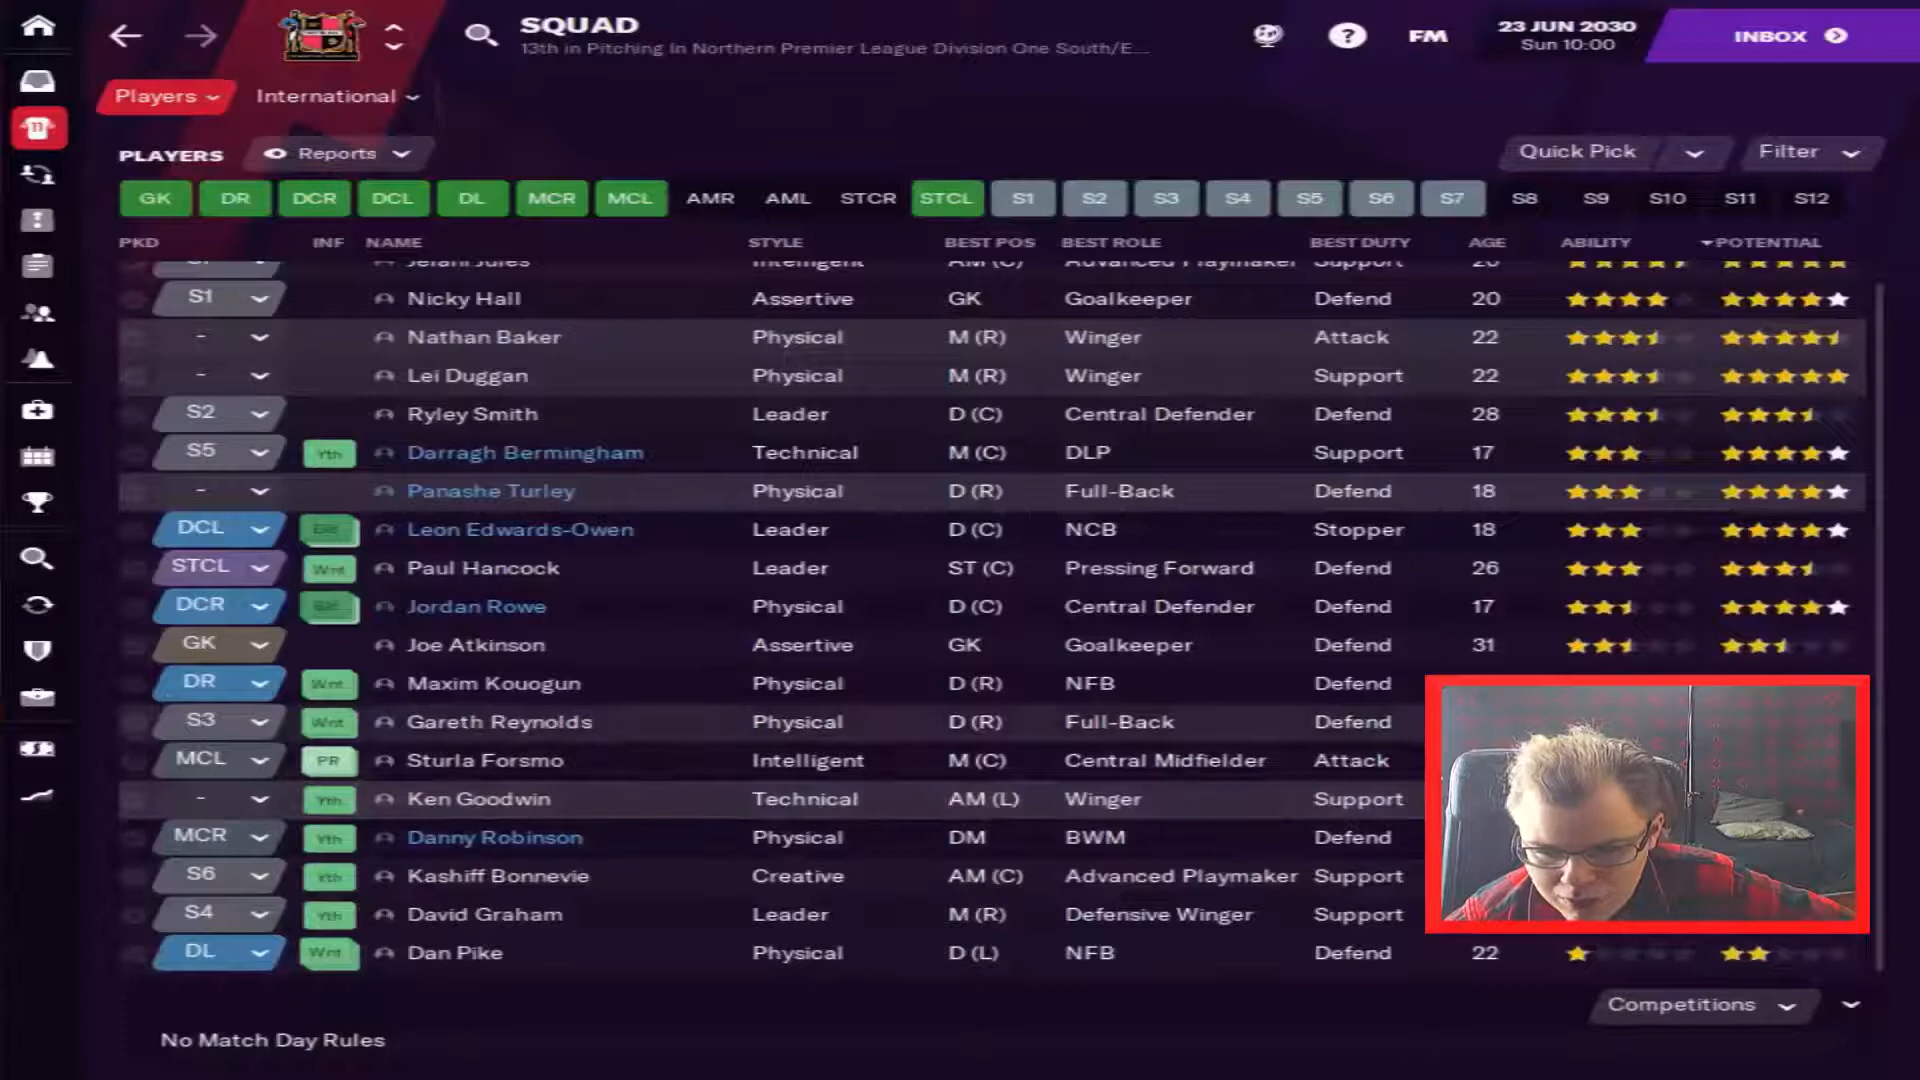 SQUAD
13th in Pitching In Northern Premier League Division One South/E...
FM
23 JUN 2030
Sun 10:00
INBOX
Players
International
PLAYERS
Reports
Quick Pick
Filter
GK DR DCR DCL DL MCR MCL AMR AML STCR STCL S1 S2 S3 S4 S5 S6 S7 S8 S9 S10 S11 S12
PKD INF NAME STYLE BEST POS BEST ROLE BEST DUTY AGE ABILITY POTENTIAL
Jules Intelligent AM (C) Advanced Playmaker Support 20
S1 Nicky Hall Assertive GK Goalkeeper Defend 20
- Nathan Baker Physical M (R) Winger Attack 22
- Lei Duggan Physical M (R) Winger Support 22
S2 Ryley Smith Leader D (C) Central Defender Defend 28
S5 Yth Darragh Bermingham Technical M (C) DLP Support 17
- Panashe Turley Physical D (R) Full-Back Defend 18
DCL Leon Edwards-Owen Leader D (C) NCB Stopper 18
STCL Wnt Paul Hancock Leader ST (C) Pressing Forward Defend 26
DCR Jordan Rowe Physical D (C) Central Defender Defend 17
GK Joe Atkinson Assertive GK Goalkeeper Defend 31
DR Wnt Maxim Kouogun Physical D (R) NFB Defend
S3 Wnt Gareth Reynolds Physical D (R) Full-Back Defend
MCL PR Sturla Forsmo Intelligent M (C) Central Midfielder Attack
- Yth Ken Goodwin Technical AM (L) Winger Support
MCR Yth Danny Robinson Physical DM BWM Defend
S6 Yth Kashiff Bonnevie Creative AM (C) Advanced Playmaker Support
S4 Yth David Graham Leader M (R) Defensive Winger Support
DL Wnt Dan Pike Physical D (L) NFB Defend 22
Competitions
No Match Day Rules